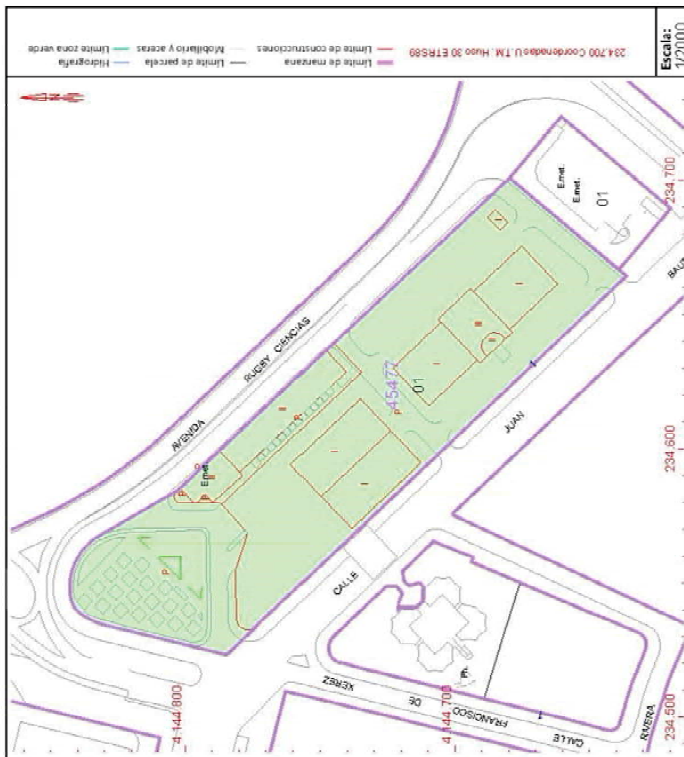 Escala:
1/2000
234.700 Coordenadas U.T.M. Huso 30 ETRS89
Límite de manzana
Límite de construcciones
Límite de parcela
Mobiliario y aceras
Hidrografía
Límite zona verde
234.700
234.600
234.500
4.144.800
4.144.700
AVENIDA
RUGBY CIENCIAS
E.met.
E.met.
01
45477
01
P
I
I
I
I
P
P
P
E.met.
JUAN
CALLE
CALLE
FRANCISCO
DE
XEREZ
RIVERA